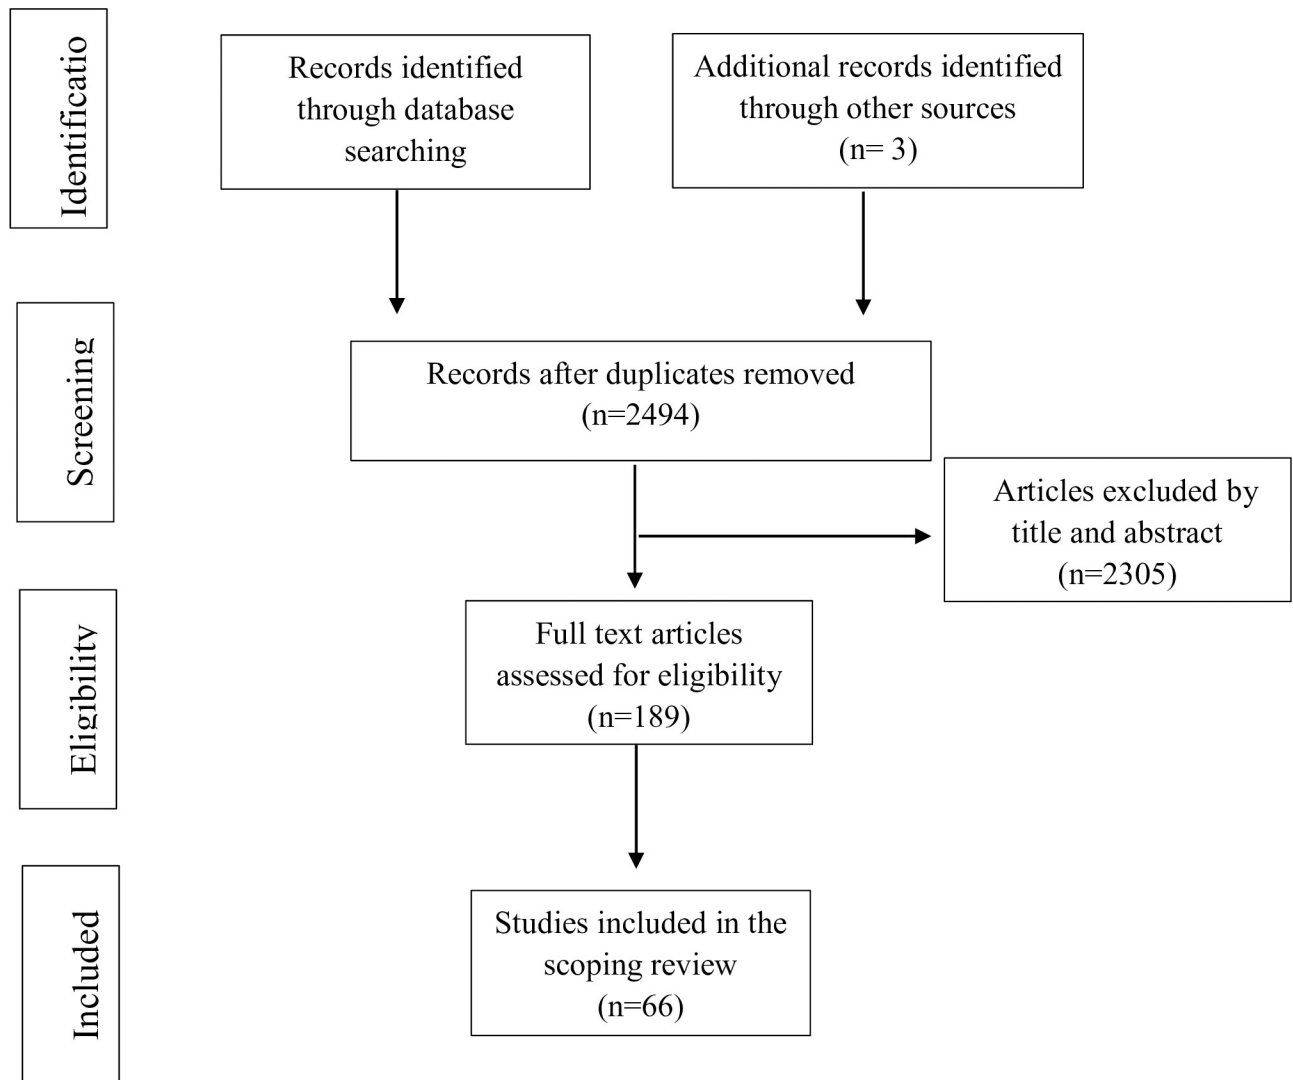 Identificatio
Records identified
through database
searching
Additional records identified
through other sources
(n= 3)
Screening
Records after duplicates removed
(n=2494)
Articles excluded by
title and abstract
(n=2305)
Eligibility
Full text articles
assessed for eligibility
(n=189)
Included
Studies included in the
scoping review
(n=66)